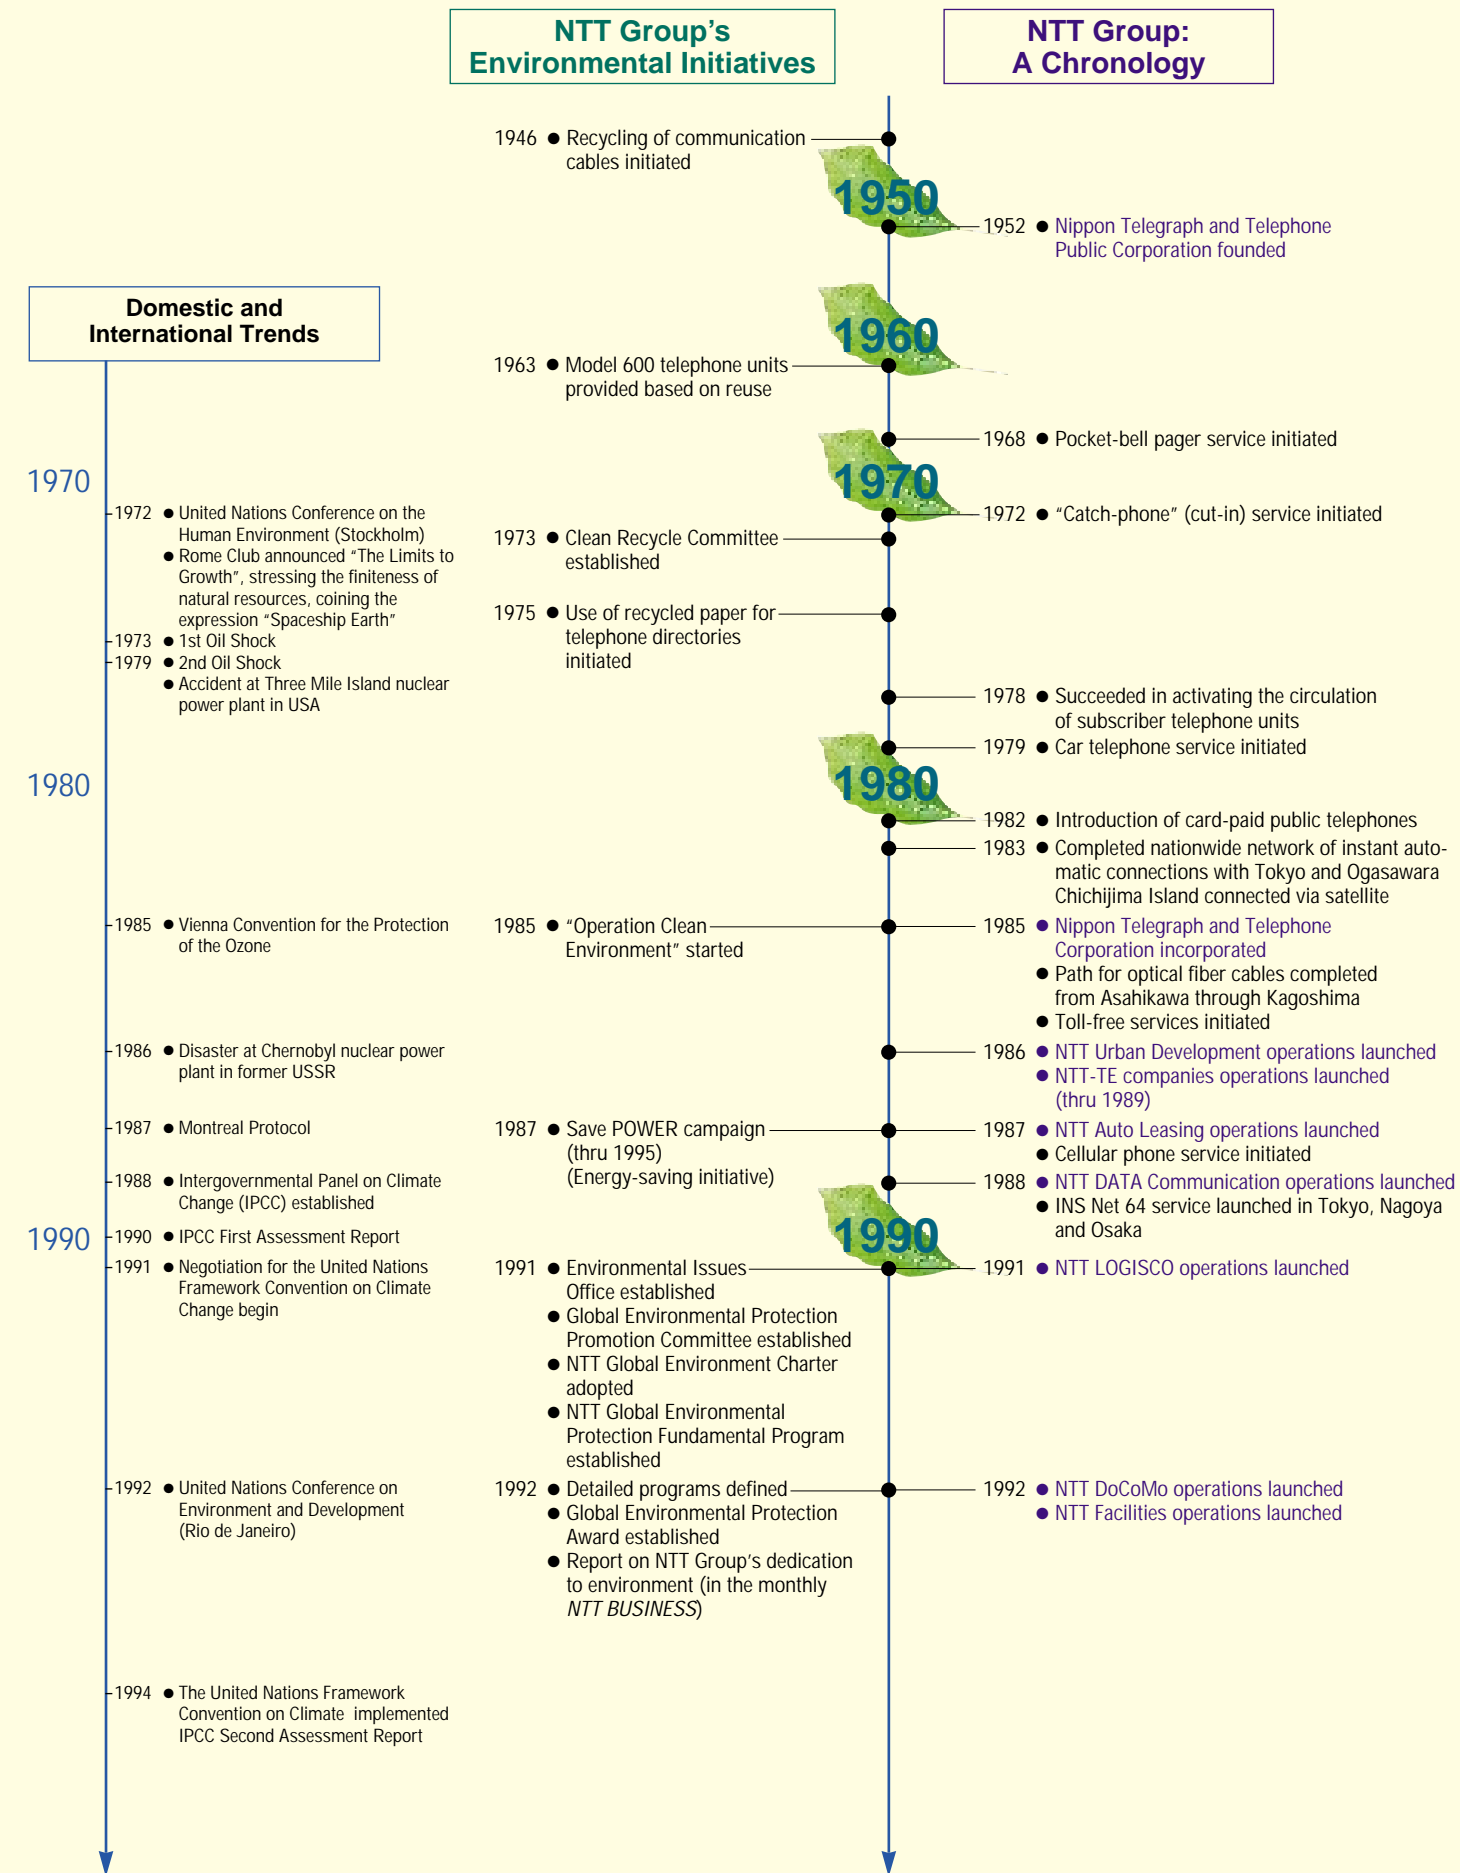 NTT Group’s
Environmental Initiatives
NTT Group:
A Chronology
1946 ● Recycling of communication
cables initiated
1950
1952 ● Nippon Telegraph and Telephone
Public Corporation founded
Domestic and
International Trends
1960
1963 ● Model 600 telephone units
provided based on reuse
1968 ● Pocket-bell pager service initiated
1970
1970
1972 ● United Nations Conference on the
Human Environment (Stockholm)
● Rome Club announced “The Limits to
Growth”, stressing the finiteness of
natural resources, coining the
expression “Spaceship Earth”
1973 ● 1st Oil Shock
1979 ● 2nd Oil Shock
● Accident at Three Mile Island nuclear
power plant in USA
1972 ● “Catch-phone” (cut-in) service initiated
1973 ● Clean Recycle Committee
established
1975 ● Use of recycled paper for
telephone directories
initiated
1978 ● Succeeded in activating the circulation
of subscriber telephone units
1979 ● Car telephone service initiated
1980
1980
1982 ● Introduction of card-paid public telephones
1983 ● Completed nationwide network of instant auto-
matic connections with Tokyo and Ogasawara
Chichijima Island connected via satellite
1985 ● Vienna Convention for the Protection
of the Ozone
1985 ● “Operation Clean
Environment” started
1985 ● Nippon Telegraph and Telephone
Corporation incorporated
● Path for optical fiber cables completed
from Asahikawa through Kagoshima
● Toll-free services initiated
1986 ● Disaster at Chernobyl nuclear power
plant in former USSR
1986 ● NTT Urban Development operations launched
● NTT-TE companies operations launched
(thru 1989)
1987 ● Montreal Protocol
1987 ● Save POWER campaign
(thru 1995)
(Energy-saving initiative)
1987 ● NTT Auto Leasing operations launched
● Cellular phone service initiated
1988 ● Intergovernmental Panel on Climate
Change (IPCC) established
1988 ● NTT DATA Communication operations launched
● INS Net 64 service launched in Tokyo, Nagoya
and Osaka
1990
1990 ● IPCC First Assessment Report
1990
1991 ● Negotiation for the United Nations
Framework Convention on Climate
Change begin
1991 ● Environmental Issues
Office established
● Global Environmental Protection
Promotion Committee established
● NTT Global Environment Charter
adopted
● NTT Global Environmental
Protection Fundamental Program
established
1991 ● NTT LOGISCO operations launched
1992 ● United Nations Conference on
Environment and Development
(Rio de Janeiro)
1992 ● Detailed programs defined
● Global Environmental Protection
Award established
● Report on NTT Group’s dedication
to environment (in the monthly
NTT BUSINESS)
1992 ● NTT DoCoMo operations launched
● NTT Facilities operations launched
1994 ● The United Nations Framework
Convention on Climate implemented
IPCC Second Assessment Report